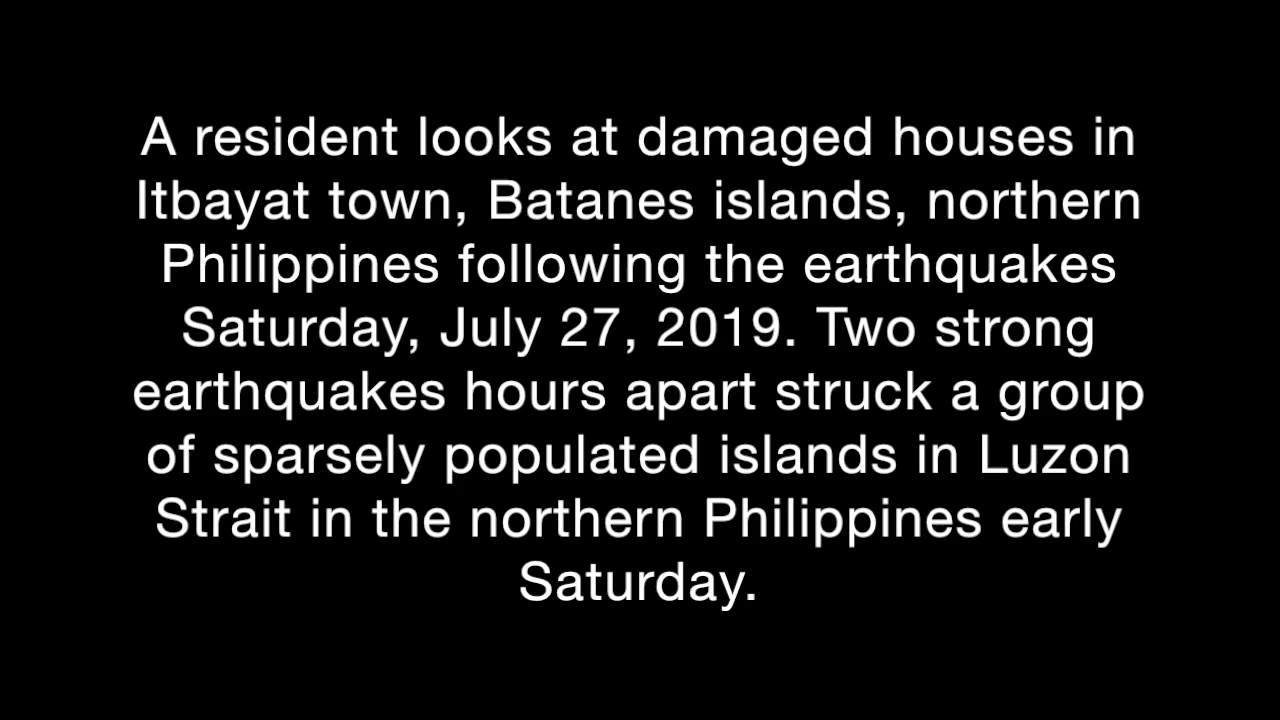 A resident looks at damaged houses in
Itbayat town, Batanes islands, northern
Philippines following the earthquakes
Saturday, July 27, 2019. Two strong
earthquakes hours apart struck a group
of sparsely populated islands in Luzon
Strait in the northern Philippines early
Saturday.